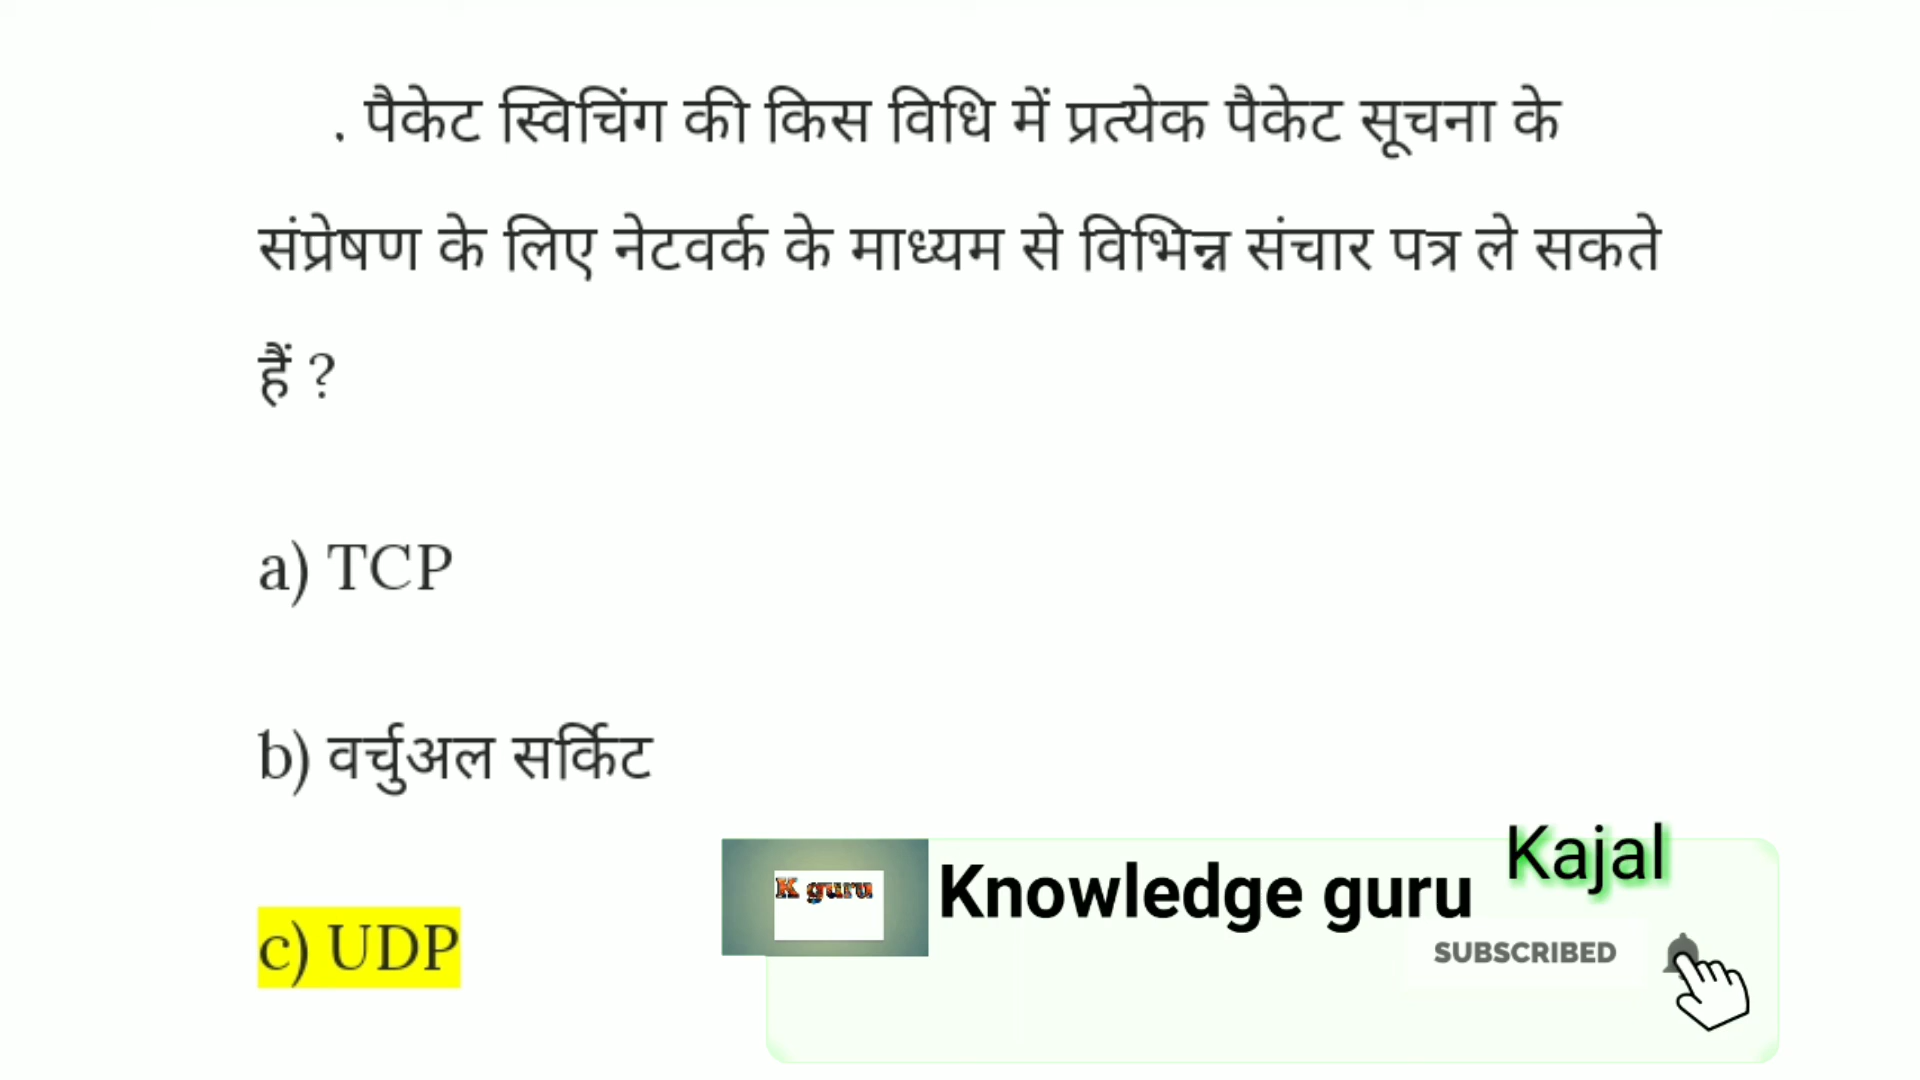 . पैकेट स्विचिंग की किस विधि में प्रत्येक पैकेट सूचना के
संप्रेषण के लिए नेटवर्क के माध्यम से विभिन्न संचार पत्र ले सकते
हैं ?
a) TCP
b) वर्चुअल सर्किट
c) UDP
K guru
Knowledge guru
Kajal
SUBSCRIBED